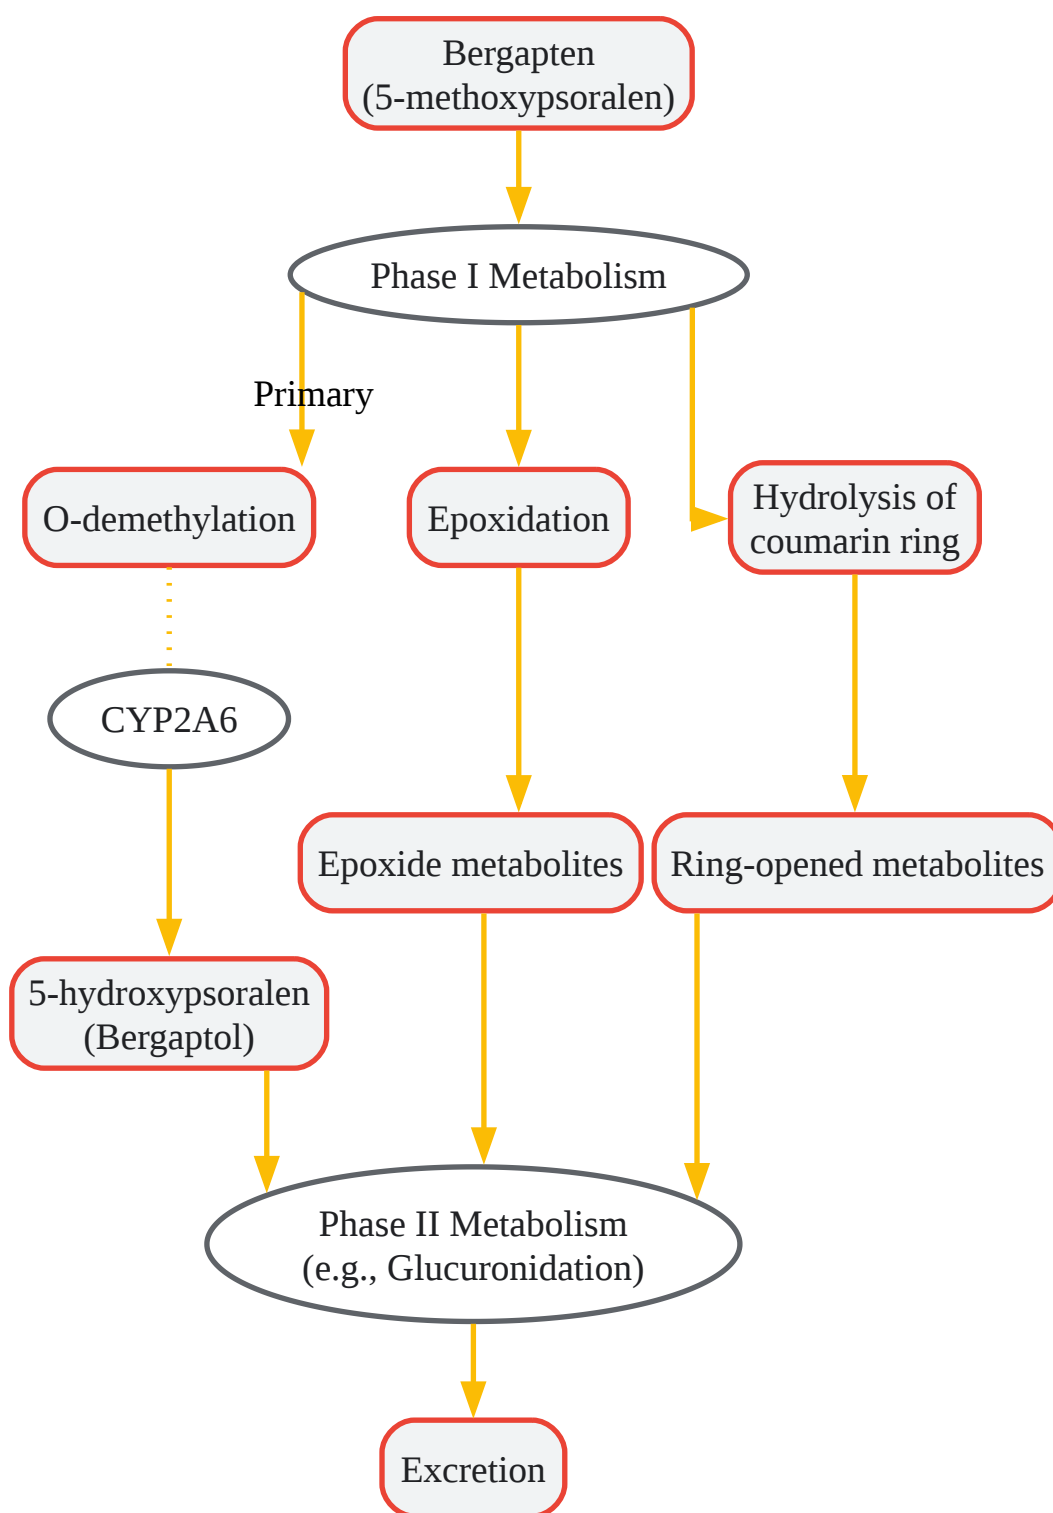 Bergapten
(5-methoxypsoralen)
Phase I Metabolism
Primary
O-demethylation
Epoxidation
Hydrolysis of
coumarin ring
CYP2A6
Epoxide metabolites
Ring-opened metabolites
5-hydroxypsoralen
(Bergaptol)
Phase II Metabolism
(e.g., Glucuronidation)
Excretion